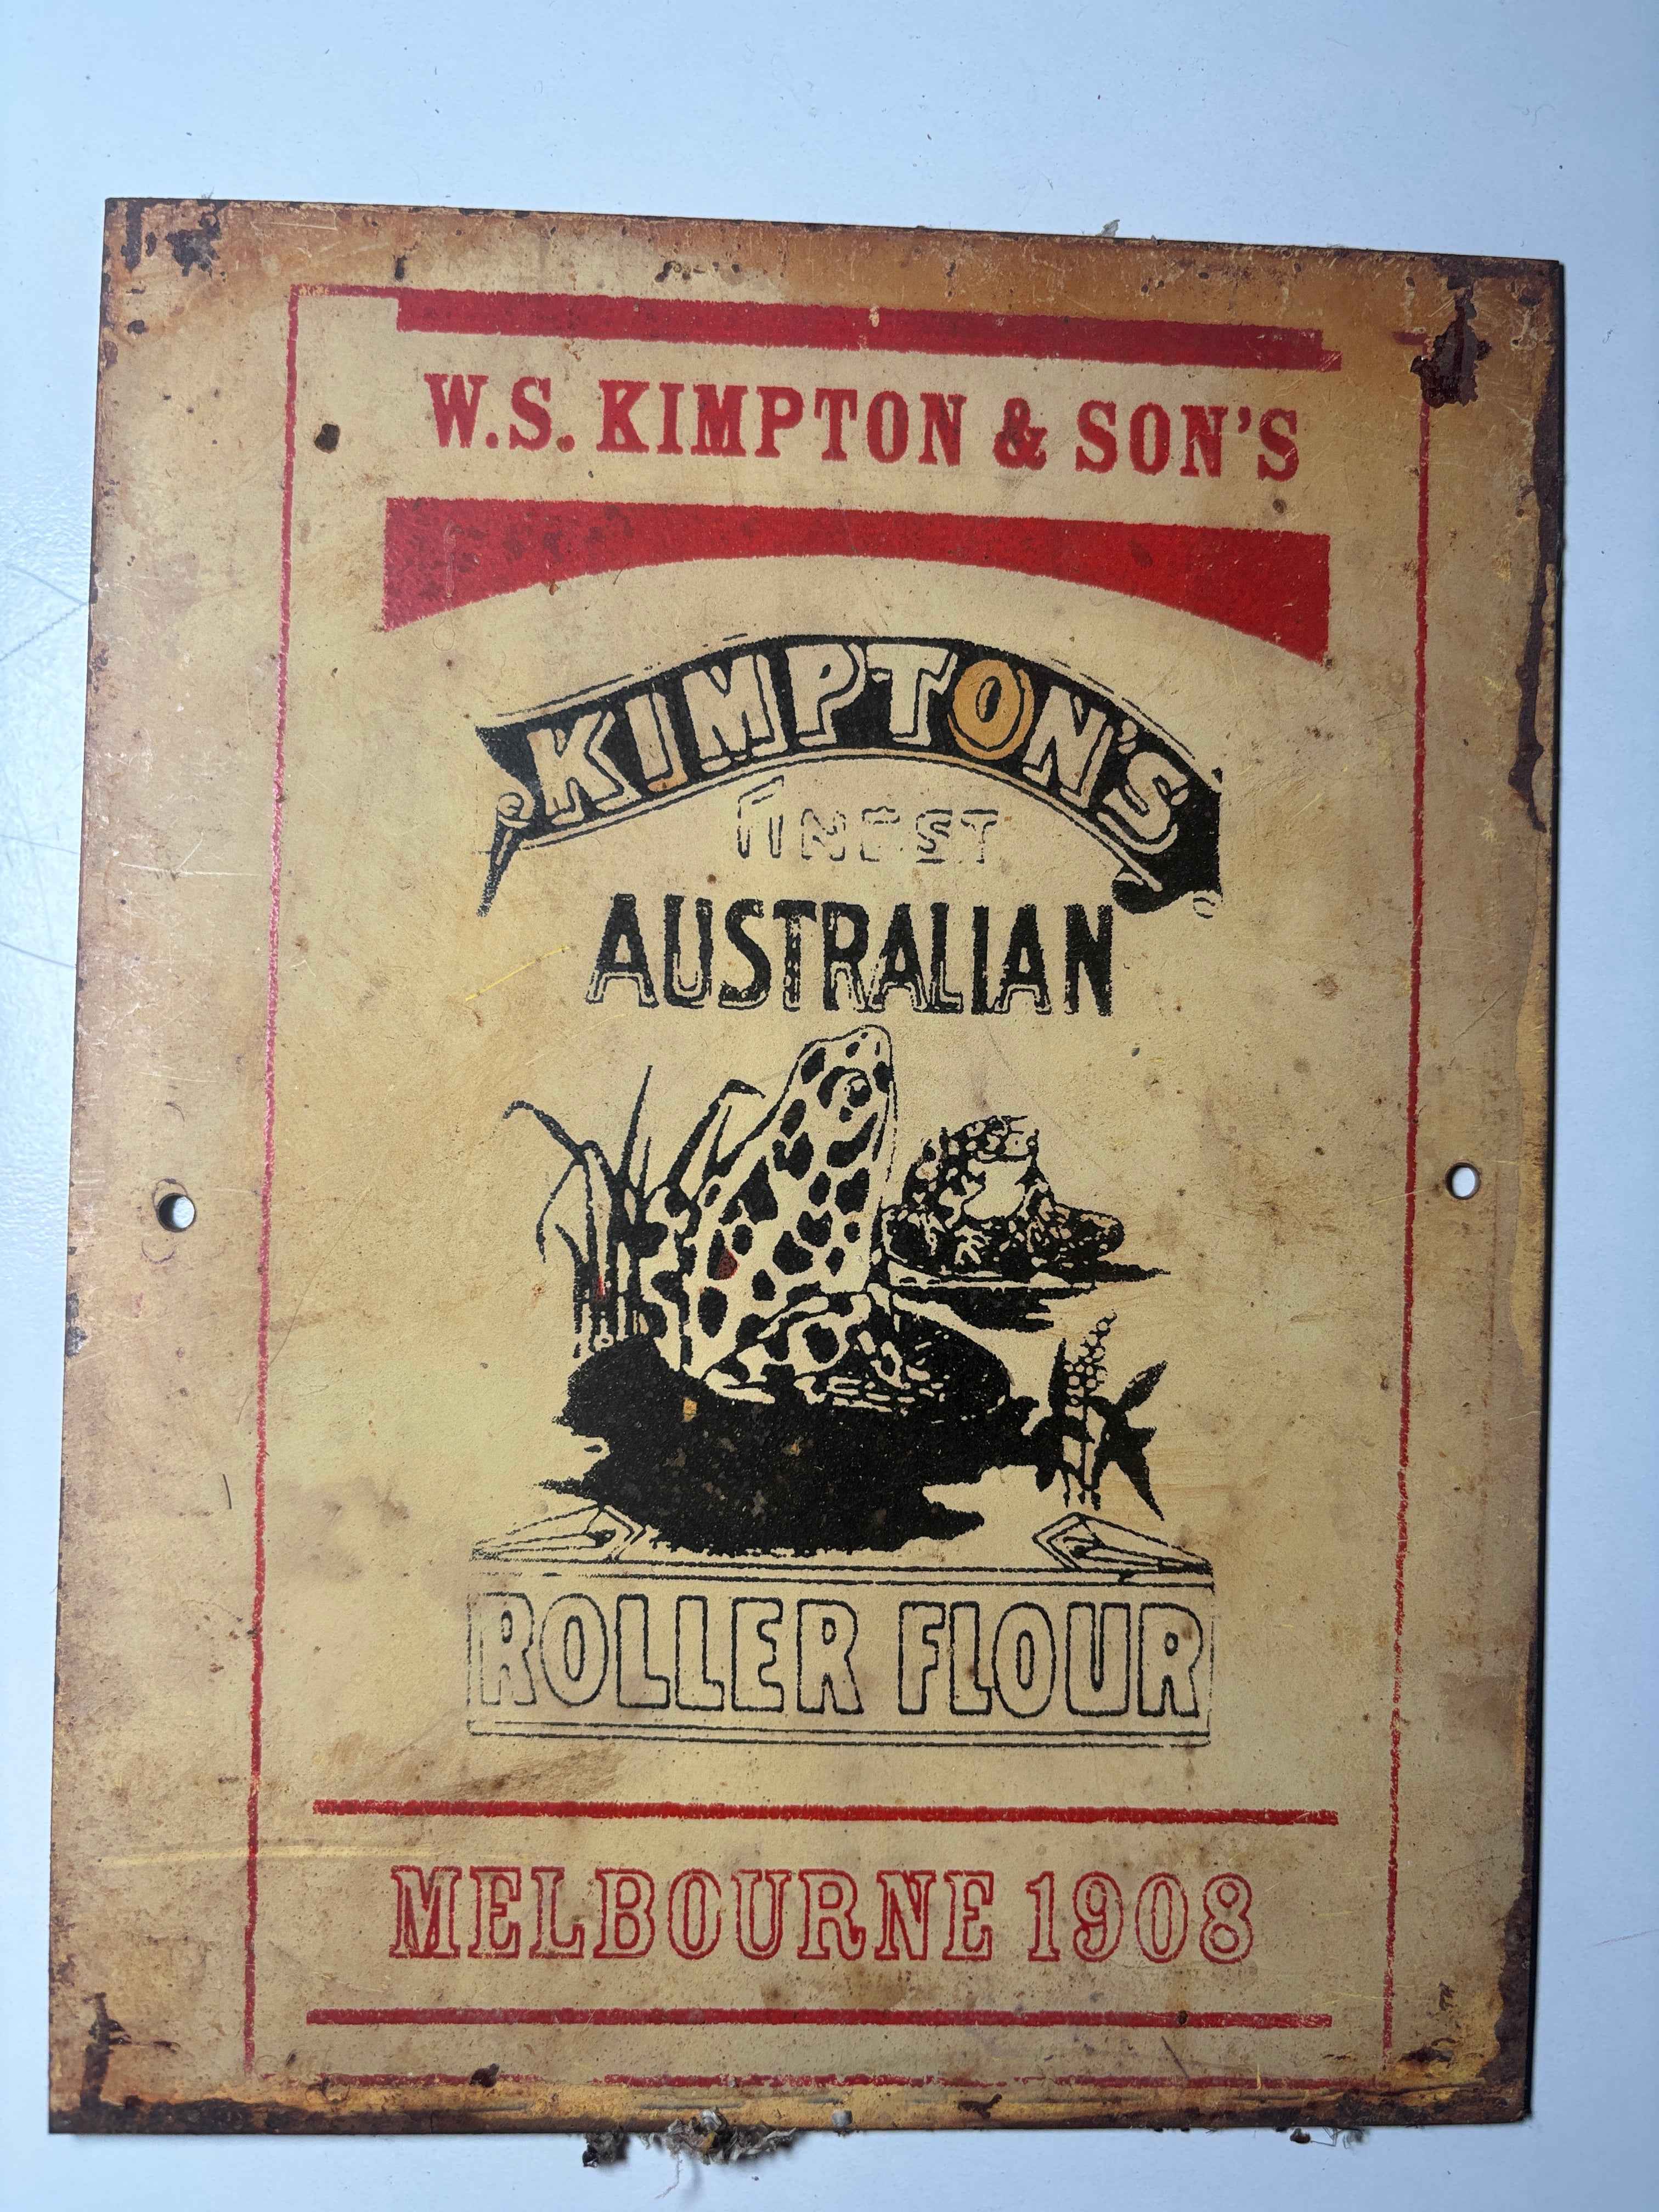 W.S. KIMPTON & SON'S
KIMPTON'S
FINEST
AUSTRALIAN
ROLLER FLOUR
MELBOURNE 1908